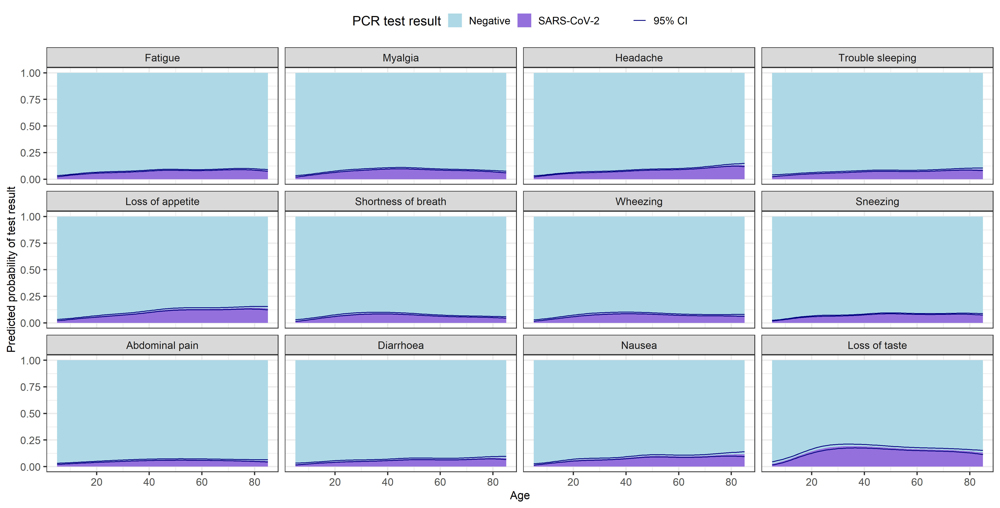 PCR test result Negative SARS-CoV-2 95% CI
Fatigue Myalgia Headache Trouble sleeping
1.00
0.75
0.50
0.25
0.00
Loss of appetite Shortness of breath Wheezing Sneezing
1.00
0.75
0.50
0.25
0.00
Abdominal pain Diarrhoea Nausea Loss of taste
1.00
0.75
0.50
0.25
0.00
20 40 60 80 20 40 60 80 20 40 60 80 20 40 60 80
Age
Predicted probability of test result